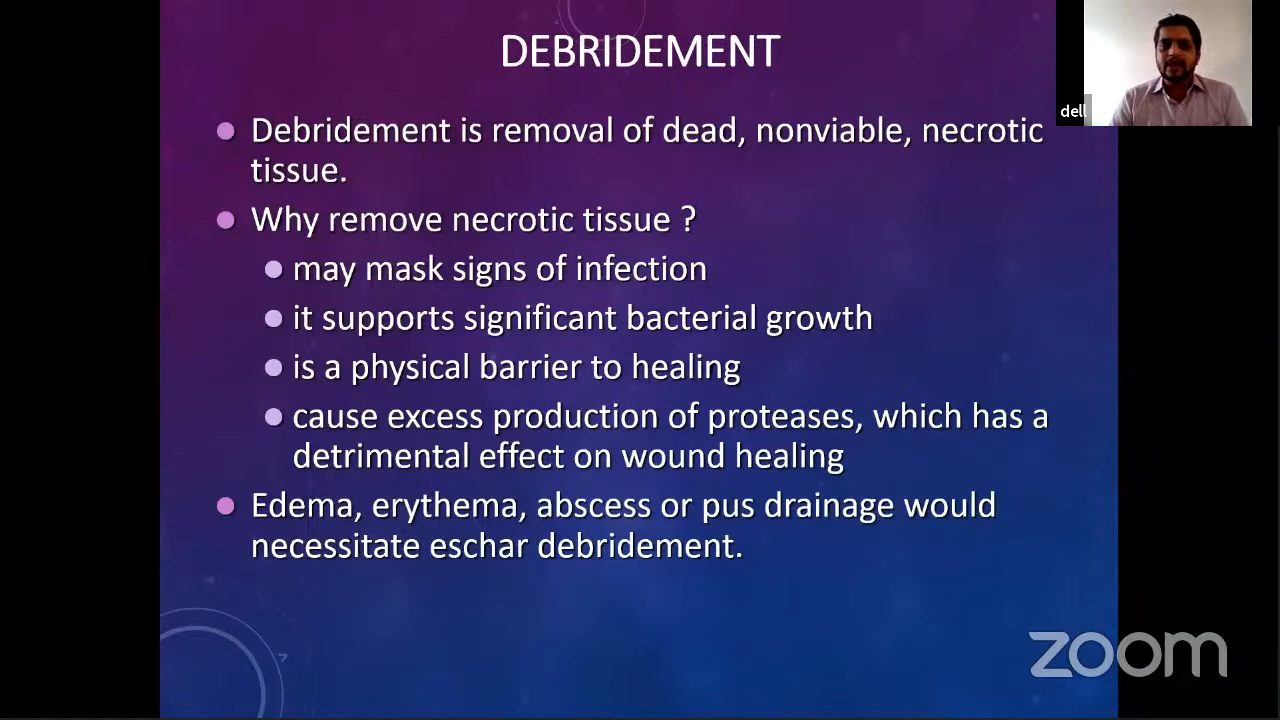 DEBRIDEMENT
dell
Debridement is removal of dead, nonviable, necrotic
tissue.
Why remove necrotic tissue ?
may mask signs of infection
it supports significant bacterial growth
is a physical barrier to healing
cause excess production of proteases, which has a
detrimental effect on wound healing
Edema, erythema, abscess or pus drainage would
necessitate eschar debridement.
zoom